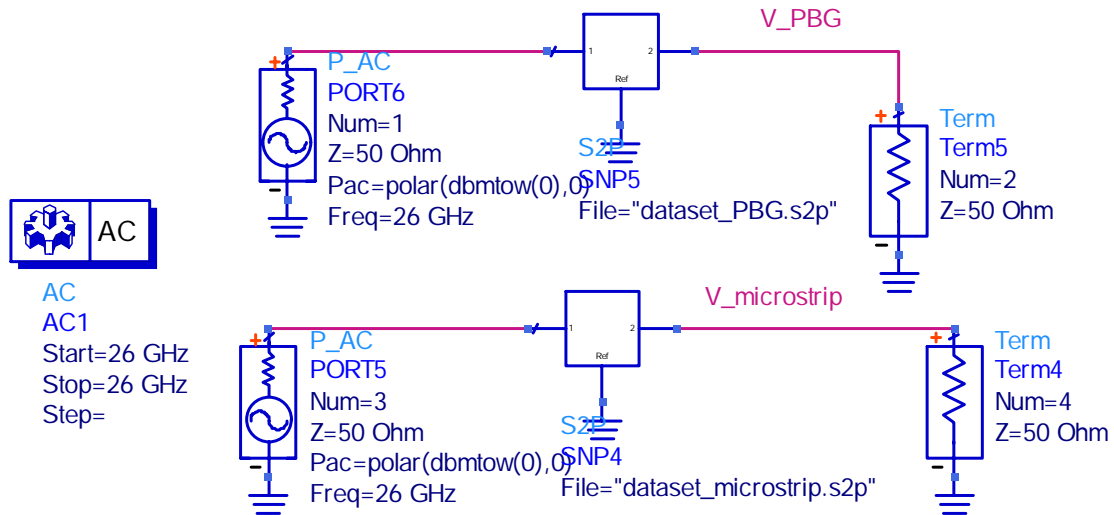 V_PBG
+
P_AC
PORT6
Num=1
Z=50 Ohm
Pac=polar(dbmtow(0),0)
Freq=26 GHz
-
1
2
Ref
S2P
SNP5
File="dataset_PBG.s2p"
+
Term
Term5
Num=2
Z=50 Ohm
-
AC
AC
AC1
Start=26 GHz
Stop=26 GHz
Step=
V_microstrip
+
P_AC
PORT5
Num=3
Z=50 Ohm
Pac=polar(dbmtow(0),0)
Freq=26 GHz
-
1
2
Ref
S2P
SNP4
File="dataset_microstrip.s2p"
+
Term
Term4
Num=4
Z=50 Ohm
-